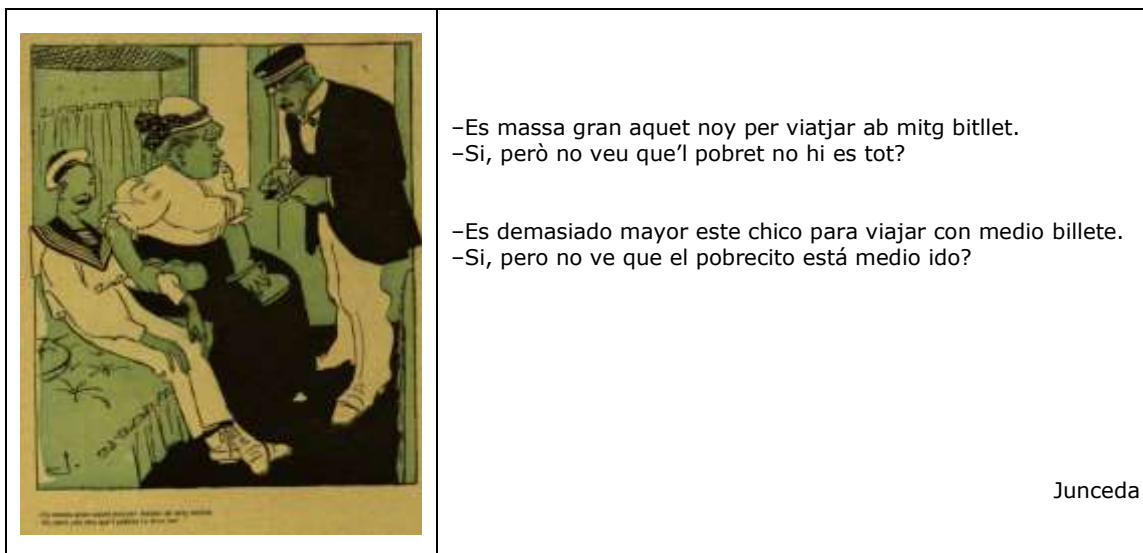 –Es massa gran aquet noy per viatjar ab mitg bitllet.
–Si, però no veu que’l pobret no hi es tot?
–Es demasiado mayor este chico para viajar con medio billete.
–Si, pero no ve que el pobrecito está medio ido?
Junceda
J.